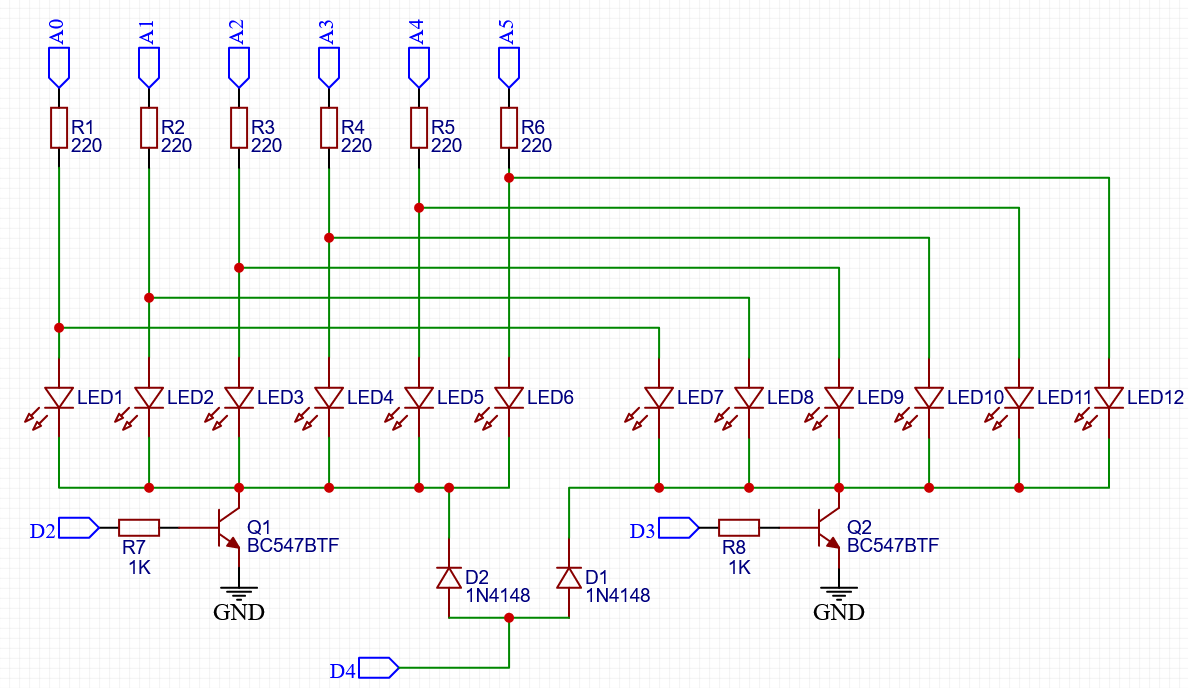 A0
A1
A2
A3
A4
A5
R1
220
R2
220
R3
220
R4
220
R5
220
R6
220
LED1
LED2
LED3
LED4
LED5
LED6
LED7
LED8
LED9
LED10
LED11
LED12
D2
R7
1K
Q1
BC547BTF
GND
D2
1N4148
D1
1N4148
D3
R8
1K
Q2
BC547BTF
GND
D4